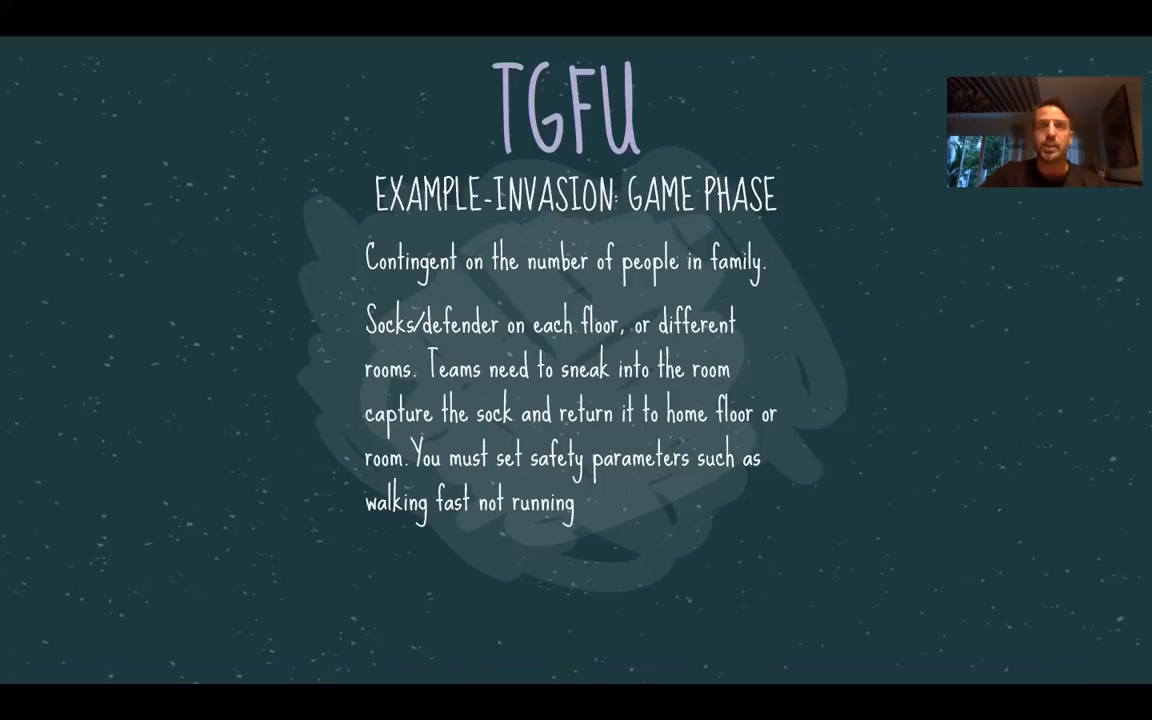 TGFU
EXAMPLE-INVASION: GAME PHASE
Contingent on the number of people in family.
Socks/defender on each floor, or different
rooms. Teams need to sneak into the room
capture the sock and return it to home floor or
room. You must set safety parameters such as
walking fast not running